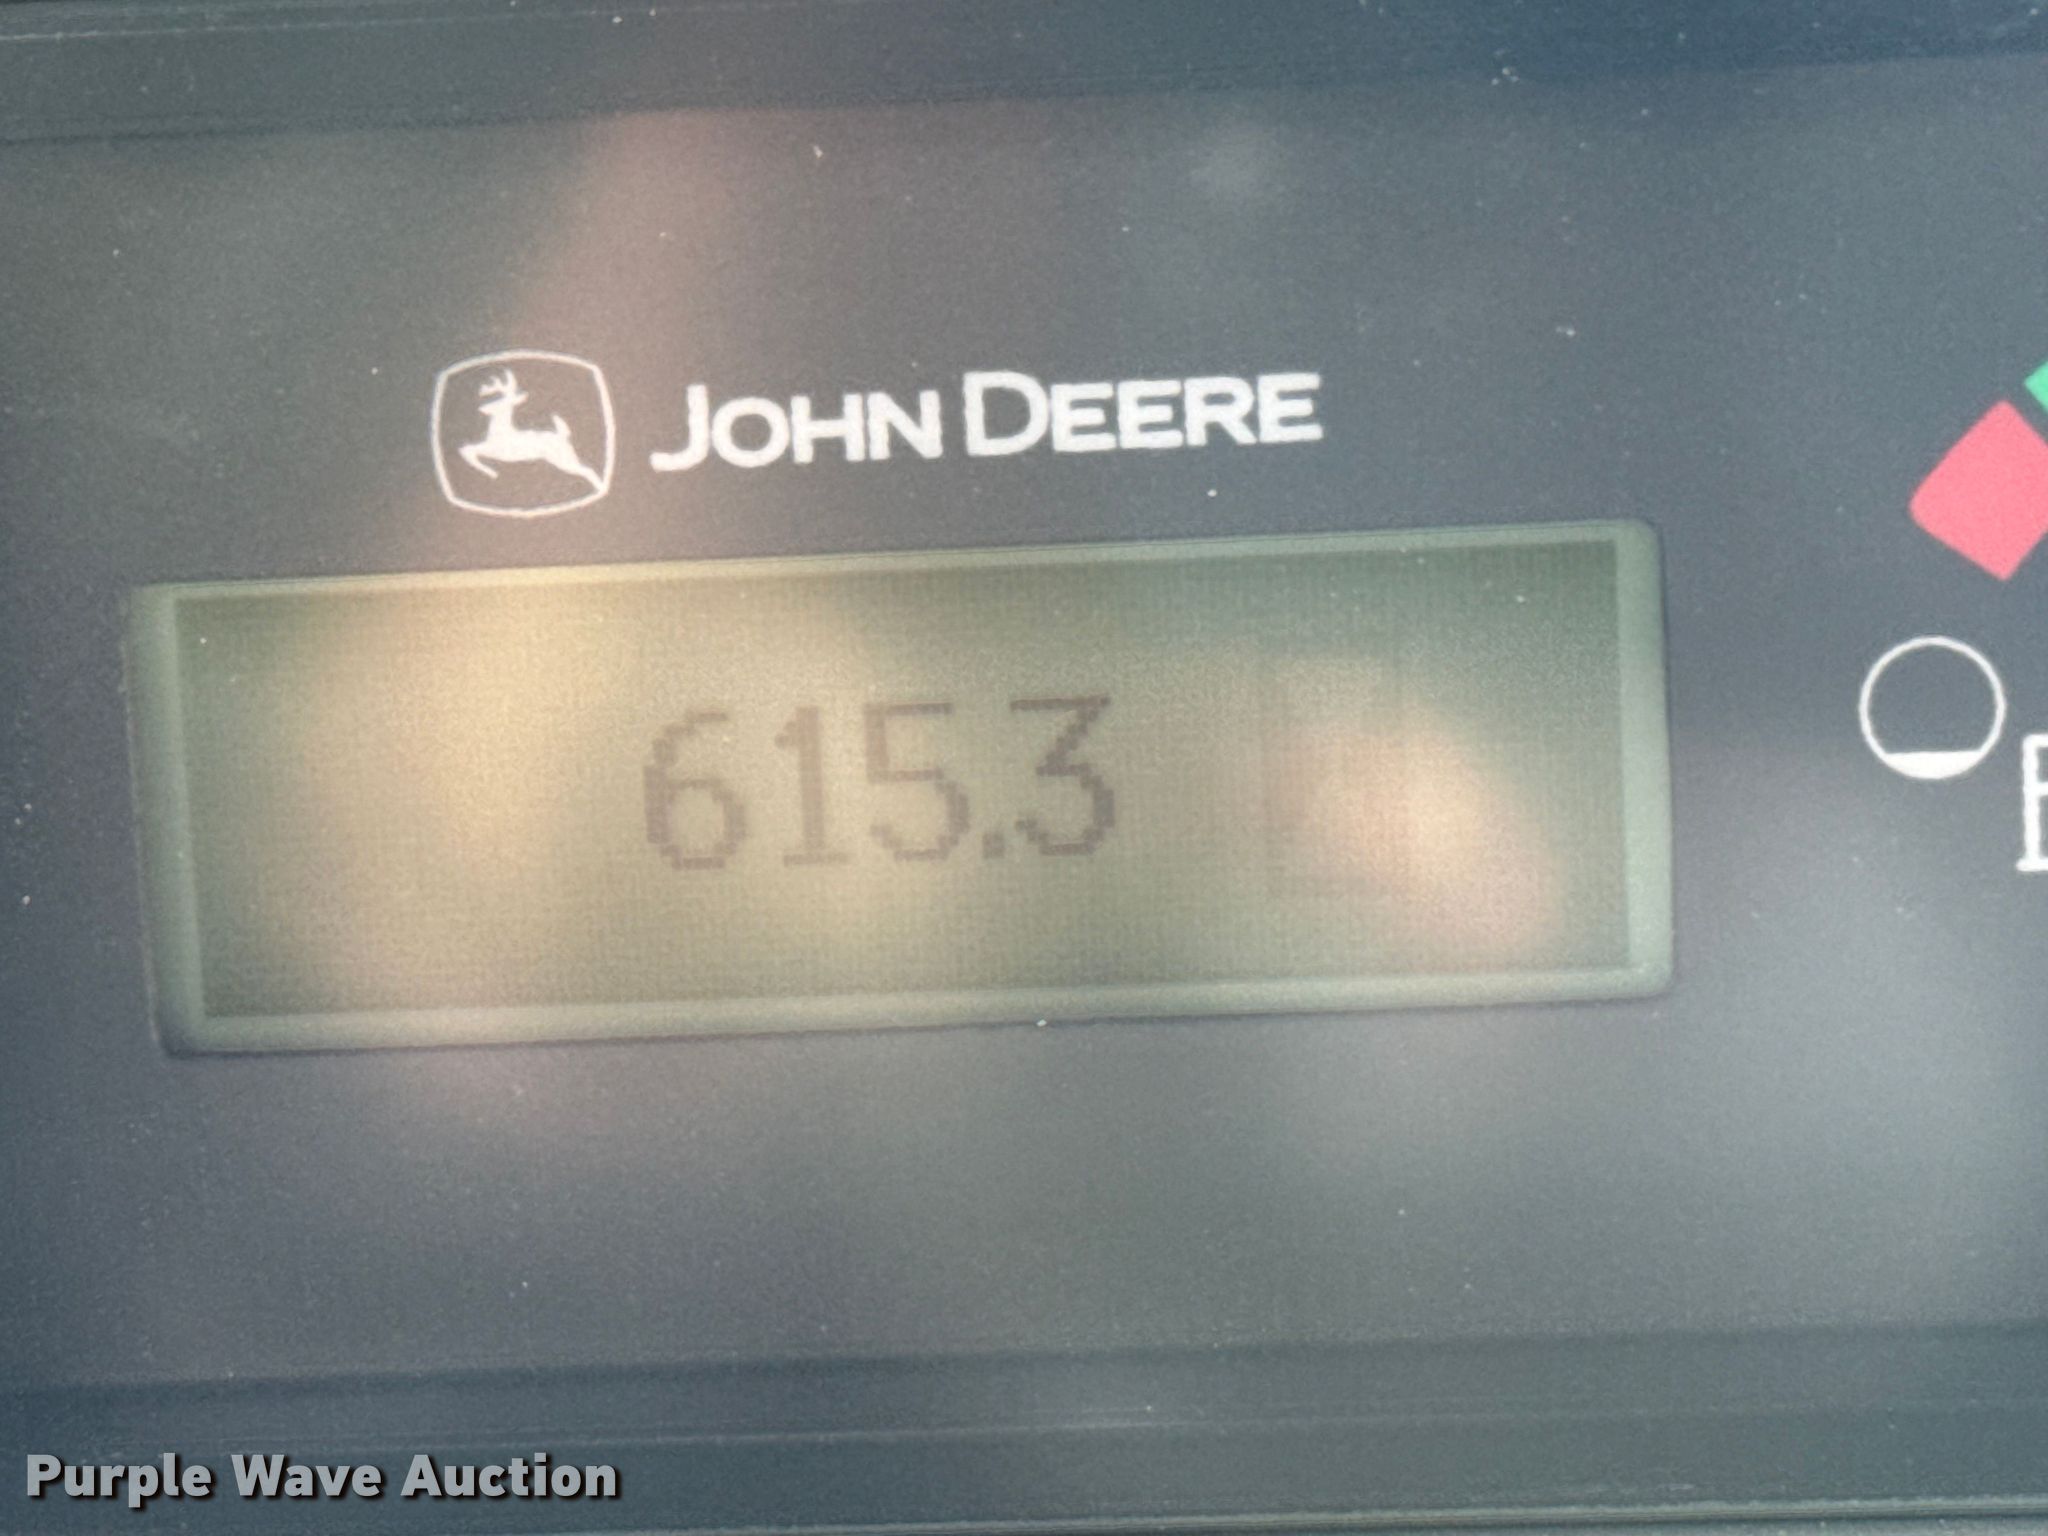 JOHN DEERE
615.3
E
Purple Wave Auction